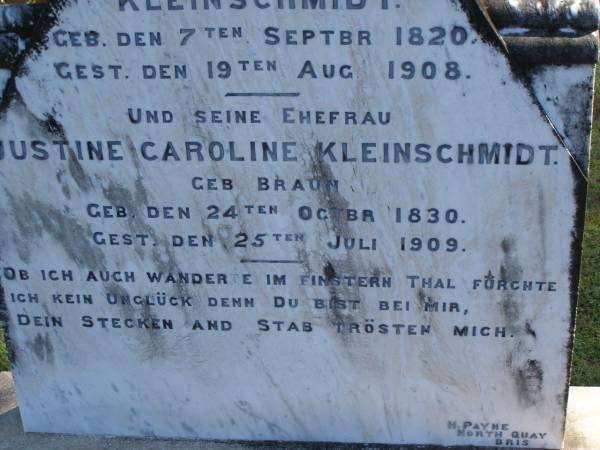 KLEINSCHMIDT.
GEB. DEN 7TEN SEPTBR 1820.
GEST. DEN 19TEN AUG 1908.
UND SEINE EHEFRAU
JUSTINE CAROLINE KLEINSCHMIDT.
GEB BRAUN
GEB. DEN 24TEN OCTBR 1830.
GEST. DEN 25TEN JULI 1909.
OB ICH AUCH WANDERTE IM FINSTERN THAL FÜRCHTE
ICH KEIN UNGLÜCK DENN DU BIST BEI MIR,
DEIN STECKEN AND STAB TRÖSTEN MICH.
H. PAYNE
NORTH QUAY
BRIS